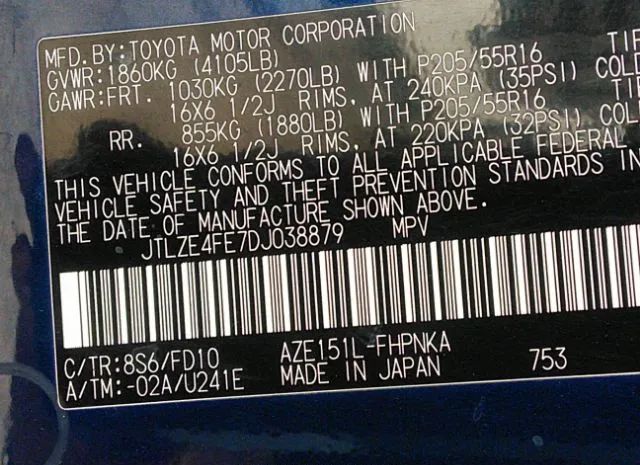 MFD.BY:TOYOTA MOTOR CORPORATION
GVWR:1860KG (4105LB)
GAWR:FRT. 1030KG (2270LB) WITH P205/55R16 TIR
16X6 1/2J RIMS, AT 240KPA (35PSI) COLD
RR. 855KG (1880LB) WITH P205/55R16 TI
16X6 1/2J RIMS, AT 220KPA (32PSI) COL
THIS VEHICLE CONFORMS TO ALL APPLICABLE FEDERAL
VEHICLE SAFETY AND THEFT PREVENTION STANDARDS IN
THE DATE OF MANUFACTURE SHOWN ABOVE.
JTLZE4FE7DJ038879 MPV
C/TR:8S6/FD10 AZE151L-FHPNKA
A/TM:-02A/U241E MADE IN JAPAN 753